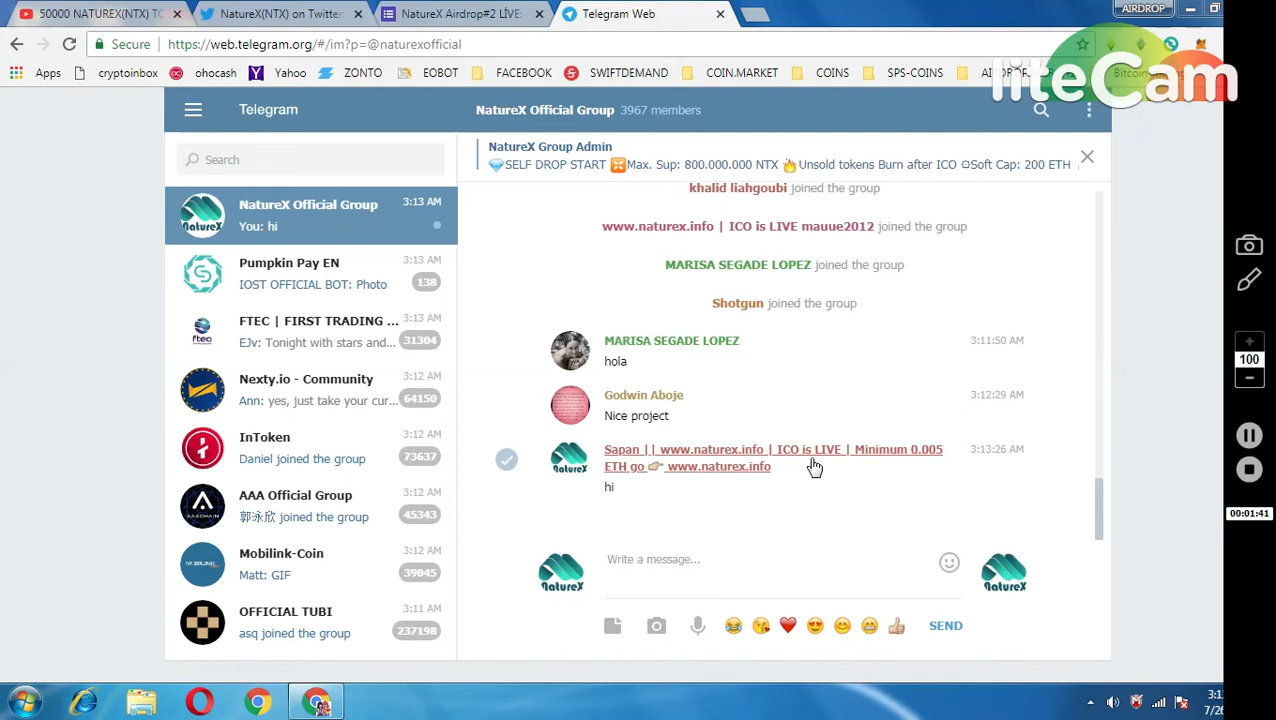 50000 NATUREX(NTX) TO
NatureX(NTX) on Twitter
NatureX Airdrop#2 LİVE
Telegram Web
AIRDROP
Secure
https://web.telegram.org/#/im?p=@naturexofficial
Apps
cryptoinbox
ohocash
Yahoo
ZONTO
EOBOT
FACEBOOK
SWIFTDEMAND
COIN.MARKET
COINS
SPS-COINS
liteCam
Telegram
NatureX Official Group 3967 members
Search
NatureX Group Admin
💎SELF DROP START 💢Max. Sup: 800.000.000 NTX 🔥Unsold tokens Burn after ICO ⚙Soft Cap: 200 ETH
NatureX Official Group 3:13 AM
You: hi
Pumpkin Pay EN 3:13 AM
IOST OFFICIAL BOT: Photo 138
FTEC | FIRST TRADING ... 3:13 AM
EJv: Tonight with stars and... 31304
Nexty.io - Community 3:12 AM
Ann: yes, just take your cur... 64150
InToken 3:12 AM
Daniel joined the group 73637
AAA Official Group 3:12 AM
郭永欣 joined the group 45343
Mobilink-Coin 3:12 AM
Matt: GIF 39045
OFFICIAL TUBI 3:11 AM
asq joined the group 237198
khalid liahgoubi joined the group
www.naturex.info | ICO is LIVE mauue2012 joined the group
MARISA SEGADE LOPEZ joined the group
Shotgun joined the group
MARISA SEGADE LOPEZ 3:11:50 AM
hola
Godwin Aboje 3:12:29 AM
Nice project
Sapan || www.naturex.info | ICO is LIVE | Minimum 0.005 3:13:26 AM
ETH go 👉 www.naturex.info
hi
Write a message...
NatureX
NatureX
SEND
100
00:01:41